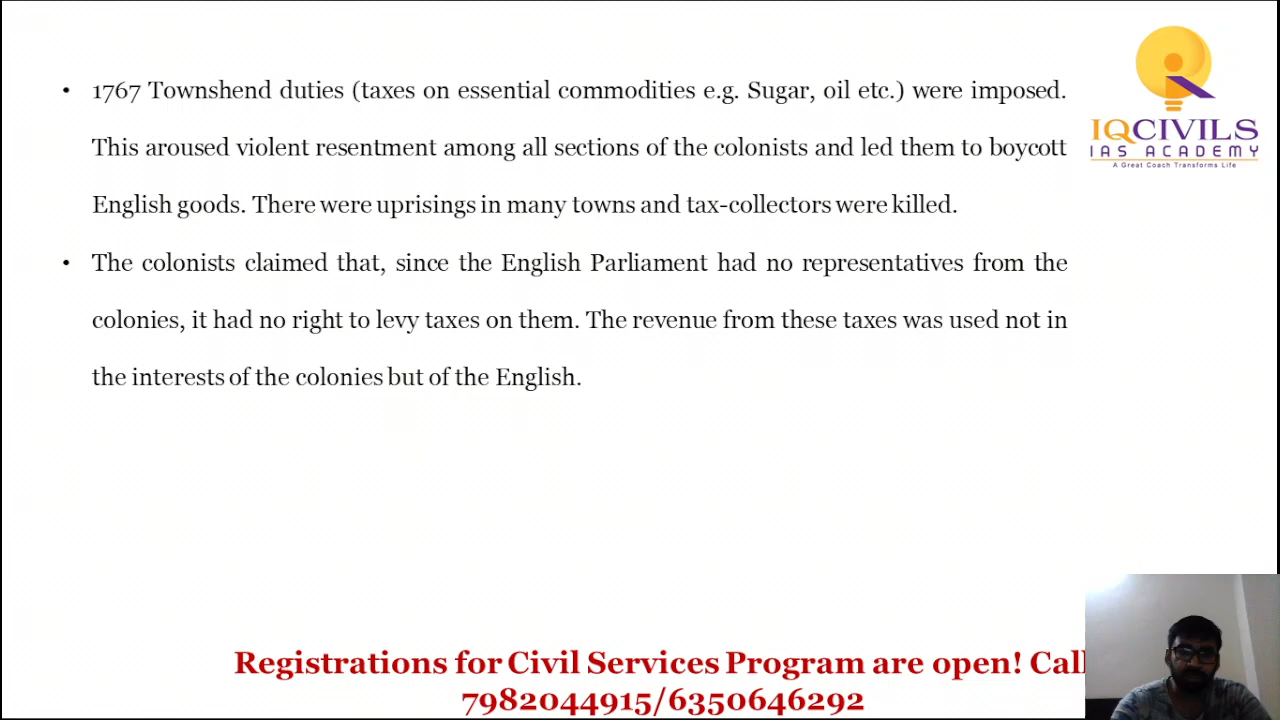 • 1767 Townshend duties (taxes on essential commodities e.g. Sugar, oil etc.) were imposed.
This aroused violent resentment among all sections of the colonists and led them to boycott
English goods. There were uprisings in many towns and tax-collectors were killed.
• The colonists claimed that, since the English Parliament had no representatives from the
colonies, it had no right to levy taxes on them. The revenue from these taxes was used not in
the interests of the colonies but of the English.
IQCIVILS
IAS ACADEMY
A Great Coach Transforms Life
Registrations for Civil Services Program are open! Call
7982044915/6350646292